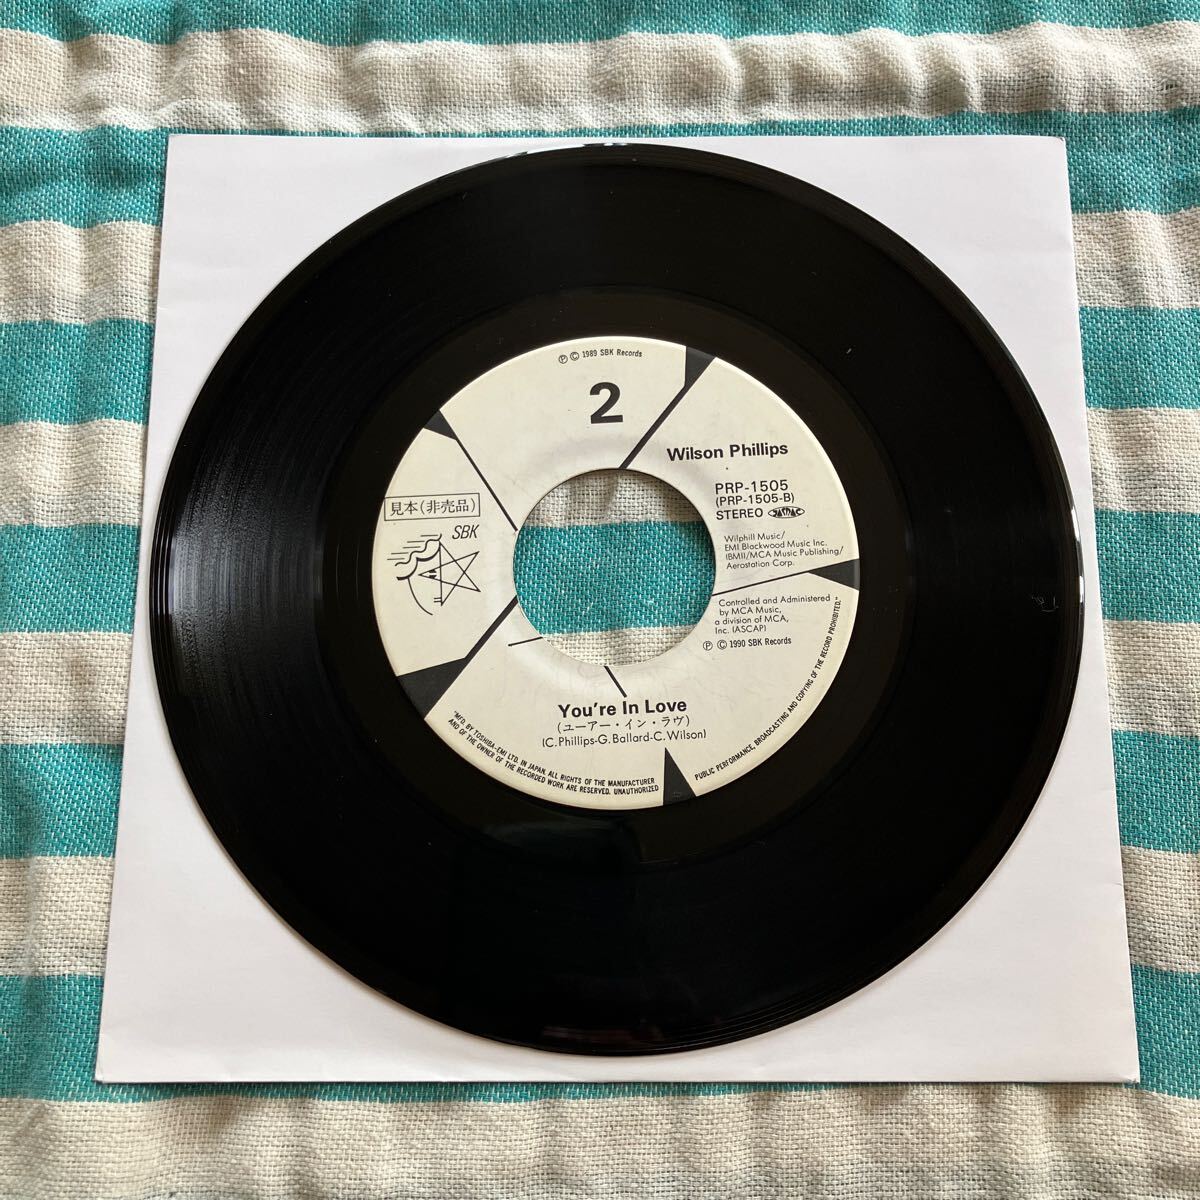 Ⓟ © 1989 SBK Records
2
Wilson Phillips
PRP-1505
(PRP-1505-B)
STEREO JASRAC
見本(非売品)
SBK
Wilphill Music/
EMI Blackwood Music Inc.
(BMI)/MCA Music Publishing/
Aerostation Corp.
Controlled and Administered
by MCA Music,
a division of MCA,
Inc. (ASCAP)
Ⓟ © 1990 SBK Records
You're In Love
(ユーアー・イン・ラヴ)
(C. Phillips-G. Ballard-C. Wilson)
"MFD. BY TOSHIBA-EMI LTD. IN JAPAN. ALL RIGHTS OF THE MANUFACTURER
AND OF THE OWNER OF THE RECORDED WORK ARE RESERVED. UNAUTHORIZED
PUBLIC PERFORMANCE, BROADCASTING AND COPYING OF THE RECORD PROHIBITED."